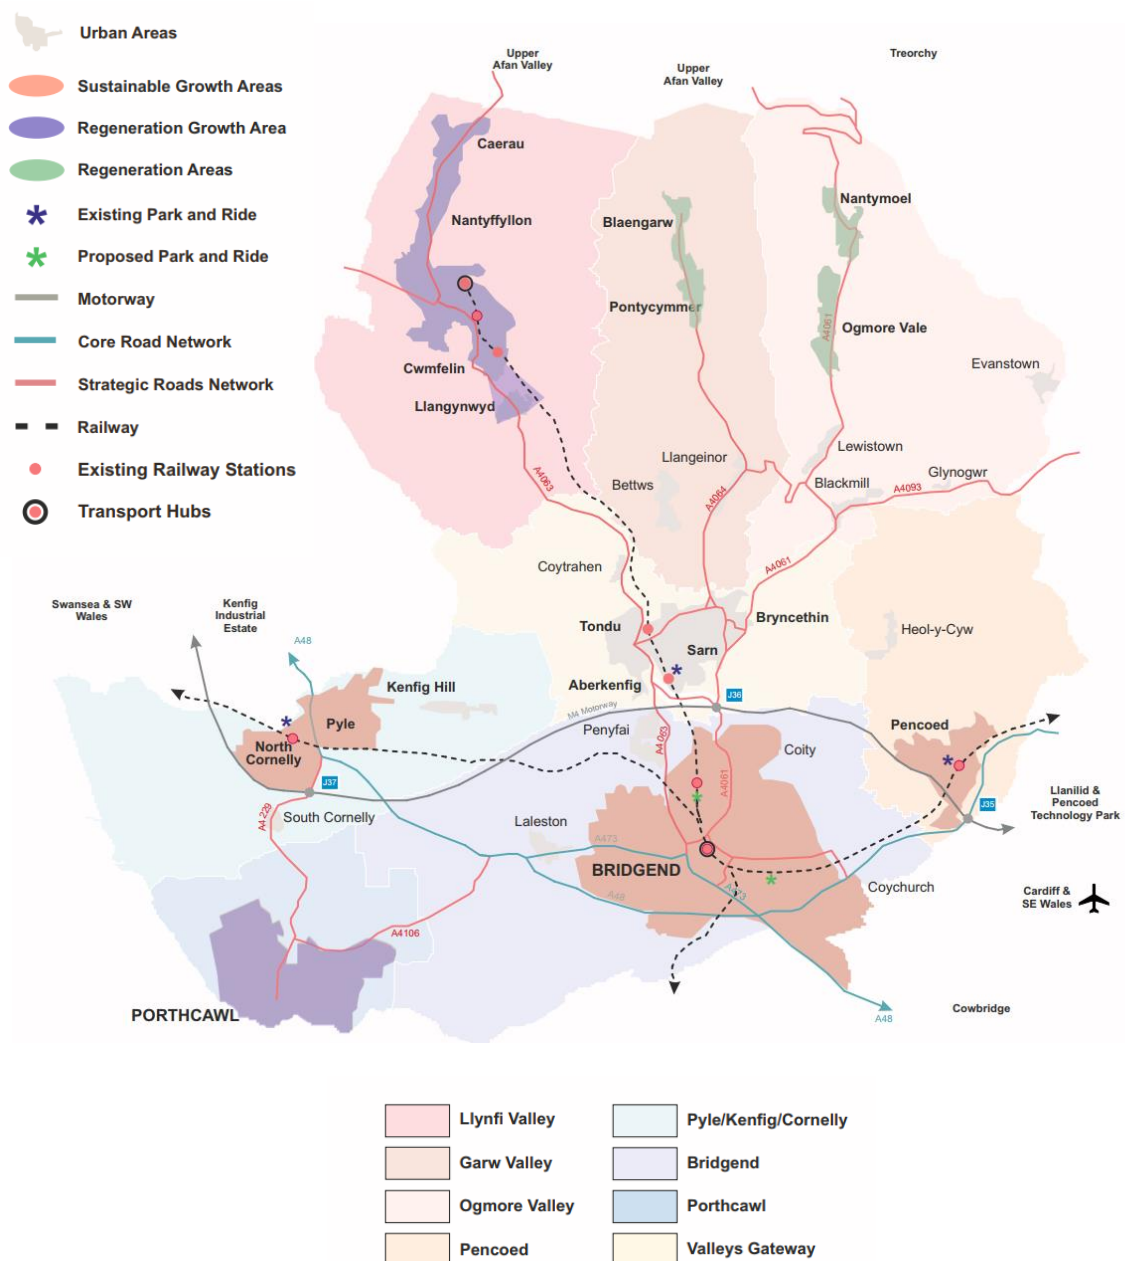 Urban Areas
Sustainable Growth Areas
Regeneration Growth Area
Regeneration Areas
Existing Park and Ride
Proposed Park and Ride
Motorway
Core Road Network
Strategic Roads Network
Railway
Existing Railway Stations
Transport Hubs
Upper
Afan Valley
Upper
Afan Valley
Treorchy
Caerau
Nantyffyllon
Blaengarw
Nantymoel
Pontycymmer
A4061
Ogmore Vale
Cwmfelin
Evanstown
Llangynwyd
Lewistown
Llangeinor
Glynogwr
Bettws
Blackmill
A4063
A4064
A4093
Coytrahen
A4061
Swansea & SW
Wales
Kenfig
Industrial
Estate
A48
Tondu
Bryncethin
Heol-y-Cyw
Sarn
Aberkenfig
Kenfig Hill
J36
M4 Motorway
Pyle
Penyfai
Pencoed
North
Cornelly
A4063
Coity
J37
A4061
Llanilid &
Pencoed
Technology Park
J35
A4229
South Cornelly
Laleston
A473
BRIDGEND
Coychurch
A48
A473
Cardiff &
SE Wales
A4106
PORTHCAWL
Cowbridge
A48
Llynfi Valley
Pyle/Kenfig/Cornelly
Garw Valley
Bridgend
Ogmore Valley
Porthcawl
Pencoed
Valleys Gateway